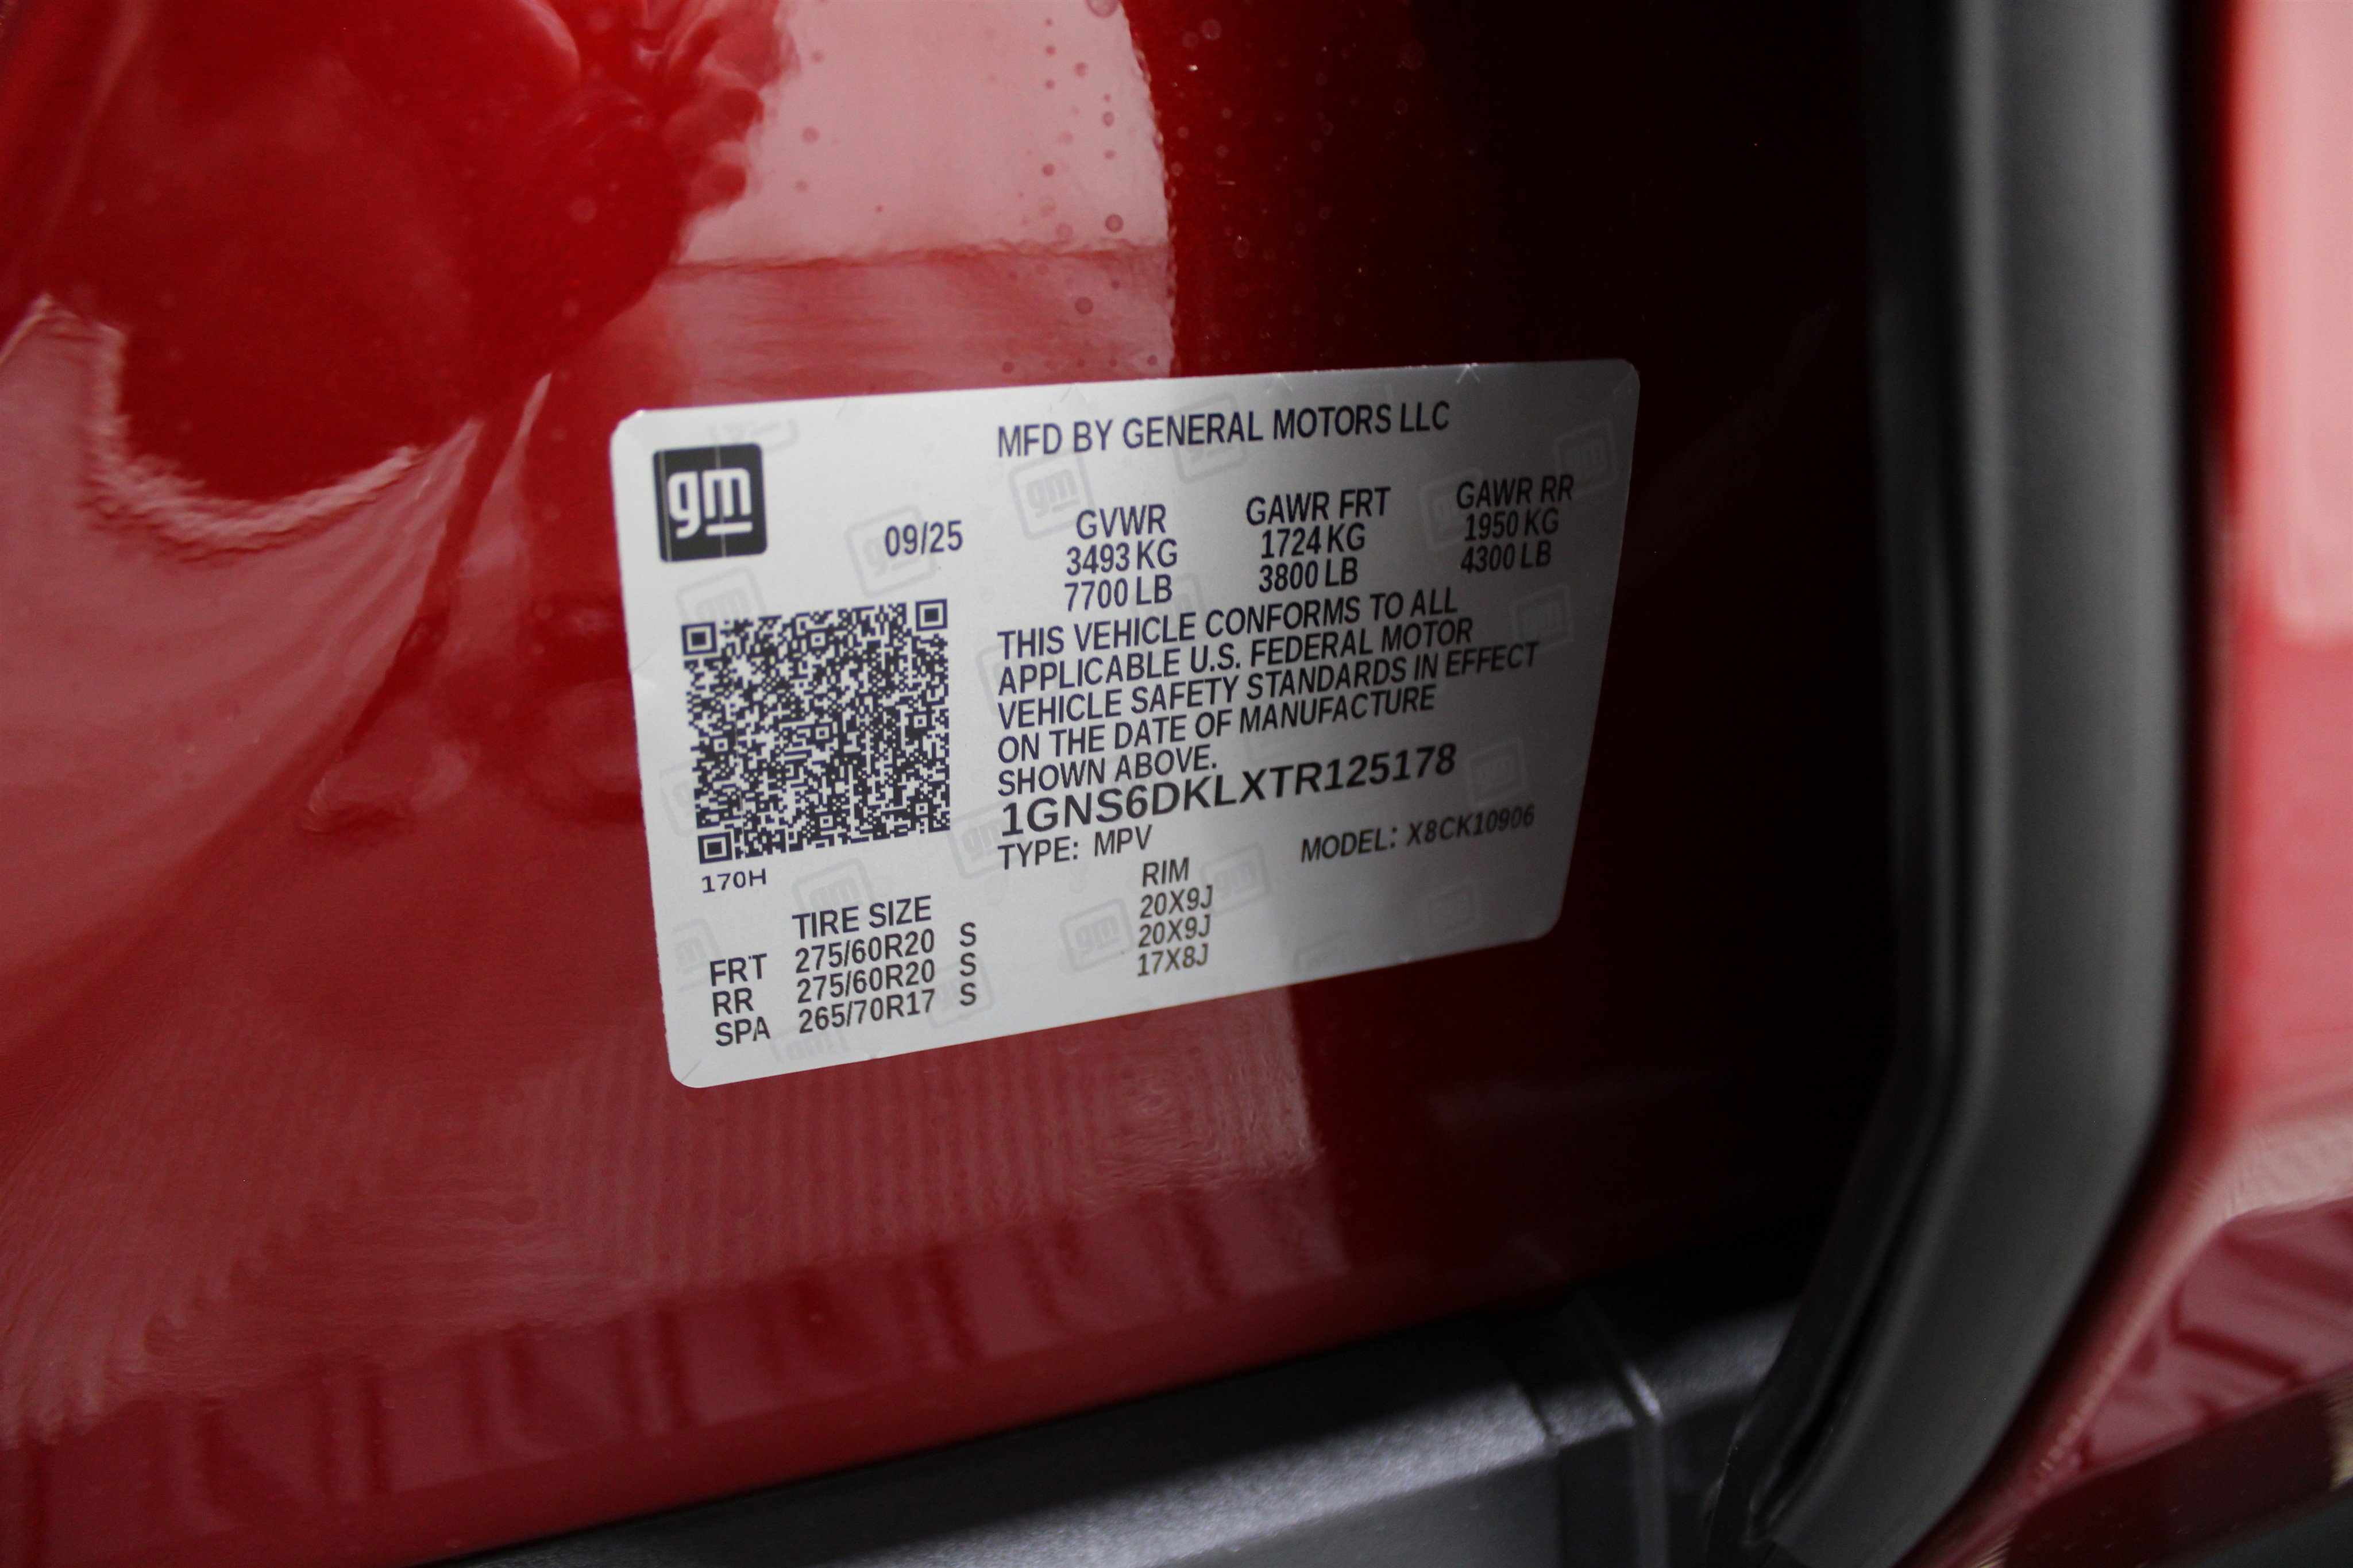 gm
MFD BY GENERAL MOTORS LLC
09/25
GVWR GAWR FRT GAWR RR
3493 KG 1724 KG 1950 KG
7700 LB 3800 LB 4300 LB
THIS VEHICLE CONFORMS TO ALL
APPLICABLE U.S. FEDERAL MOTOR
VEHICLE SAFETY STANDARDS IN EFFECT
ON THE DATE OF MANUFACTURE
SHOWN ABOVE.
1GNS6DKLXTR125178
TYPE: MPV MODEL: X8CK10906
170H
TIRE SIZE RIM
FRT 275/60R20 S 20X9J
RR 275/60R20 S 20X9J
SPA 265/70R17 S 17X8J